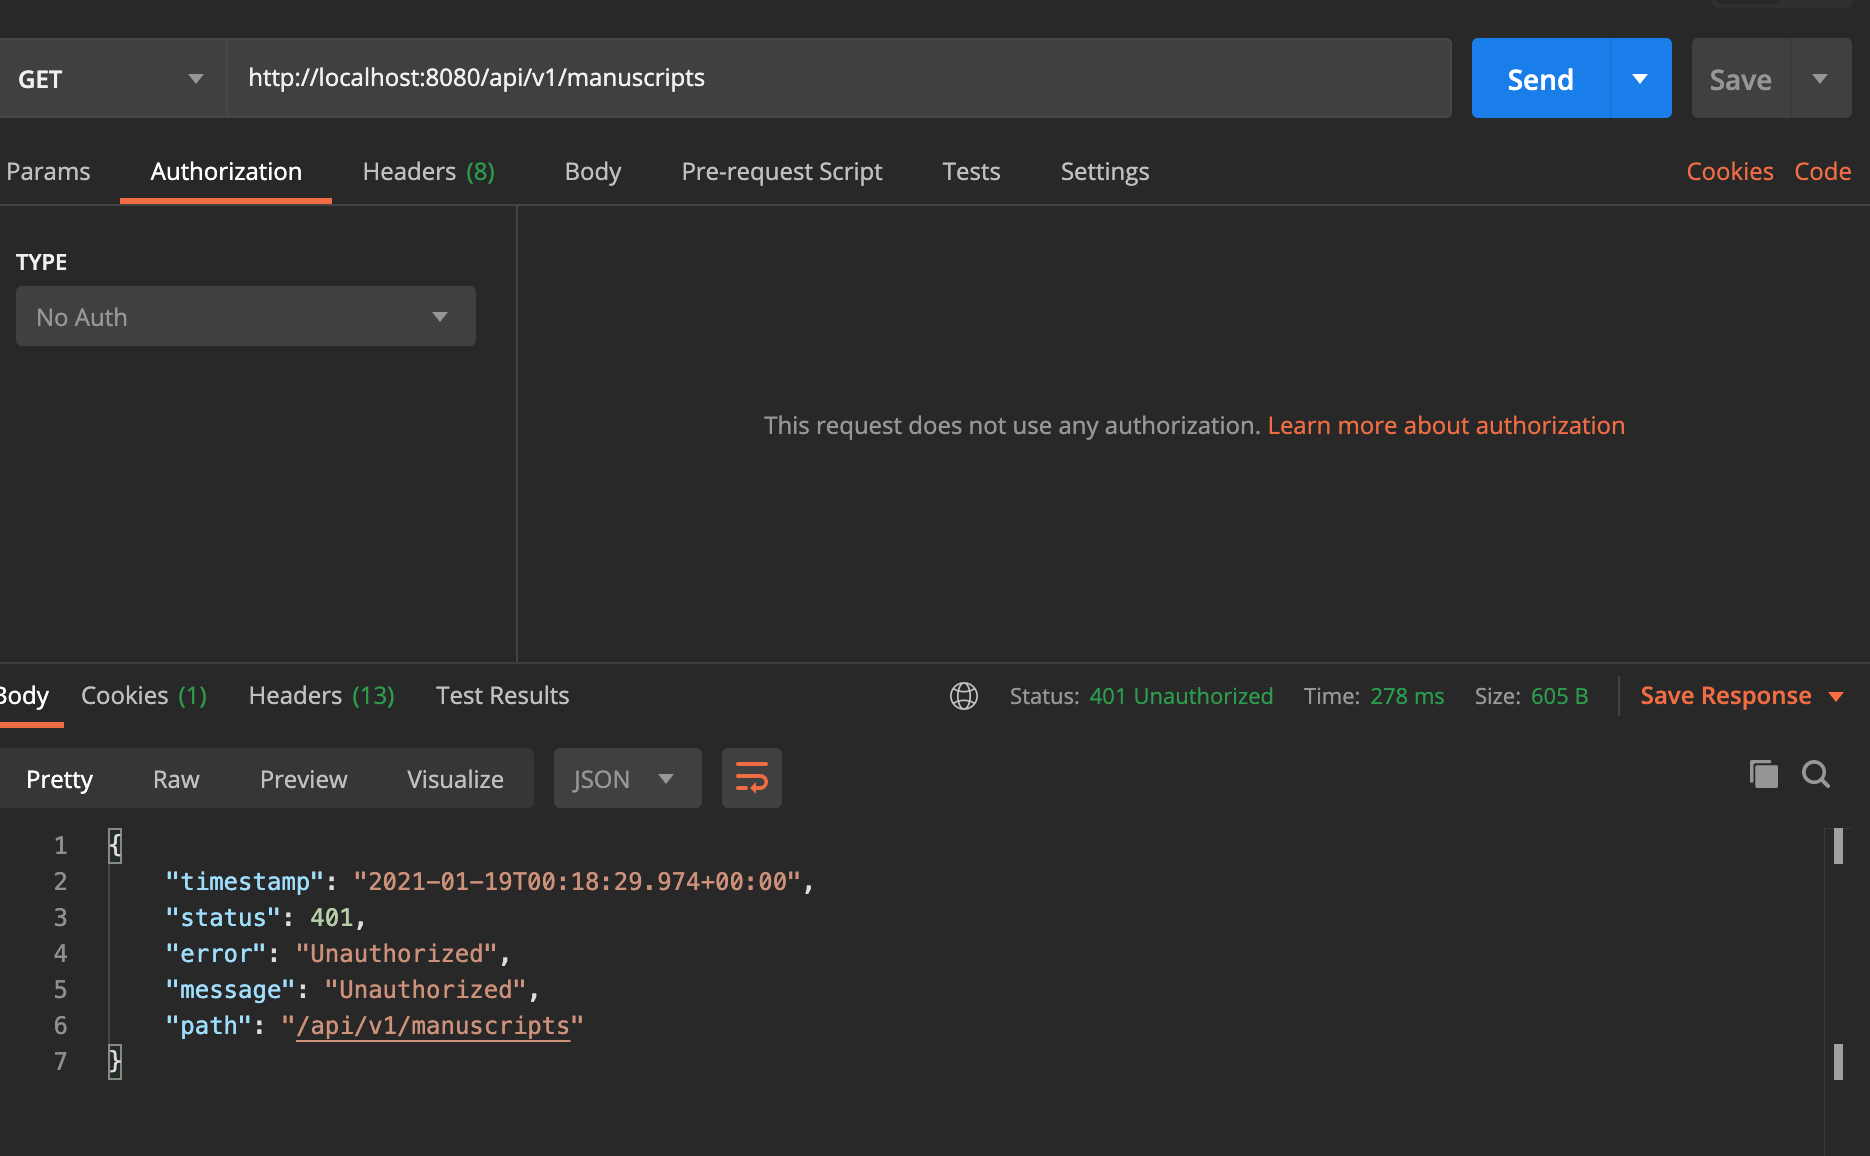 GET http://localhost:8080/api/v1/manuscripts Send Save
Params Authorization Headers (8) Body Pre-request Script Tests Settings Cookies Code
TYPE
No Auth
This request does not use any authorization. Learn more about authorization
Body Cookies (1) Headers (13) Test Results Status: 401 Unauthorized Time: 278 ms Size: 605 B Save Response
Pretty Raw Preview Visualize JSON
1 {
2 "timestamp": "2021-01-19T00:18:29.974+00:00",
3 "status": 401,
4 "error": "Unauthorized",
5 "message": "Unauthorized",
6 "path": "/api/v1/manuscripts"
7 }